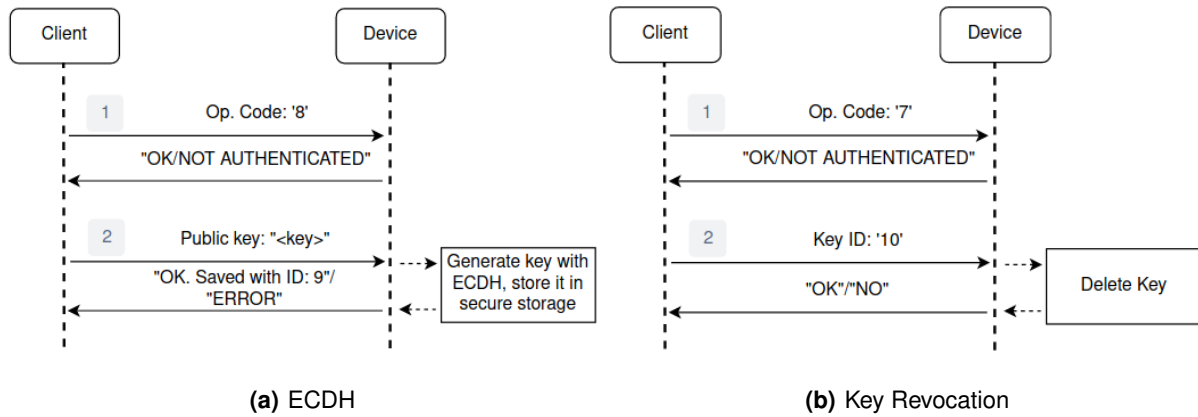 Client
Device
1
Op. Code: '8'
"OK/NOT AUTHENTICATED"
2
Public key: "<key>"
"OK. Saved with ID: 9"/
"ERROR"
Generate key with
ECDH, store it in
secure storage
(a) ECDH
Client
Device
1
Op. Code: '7'
"OK/NOT AUTHENTICATED"
2
Key ID: '10'
"OK"/"NO"
Delete Key
(b) Key Revocation